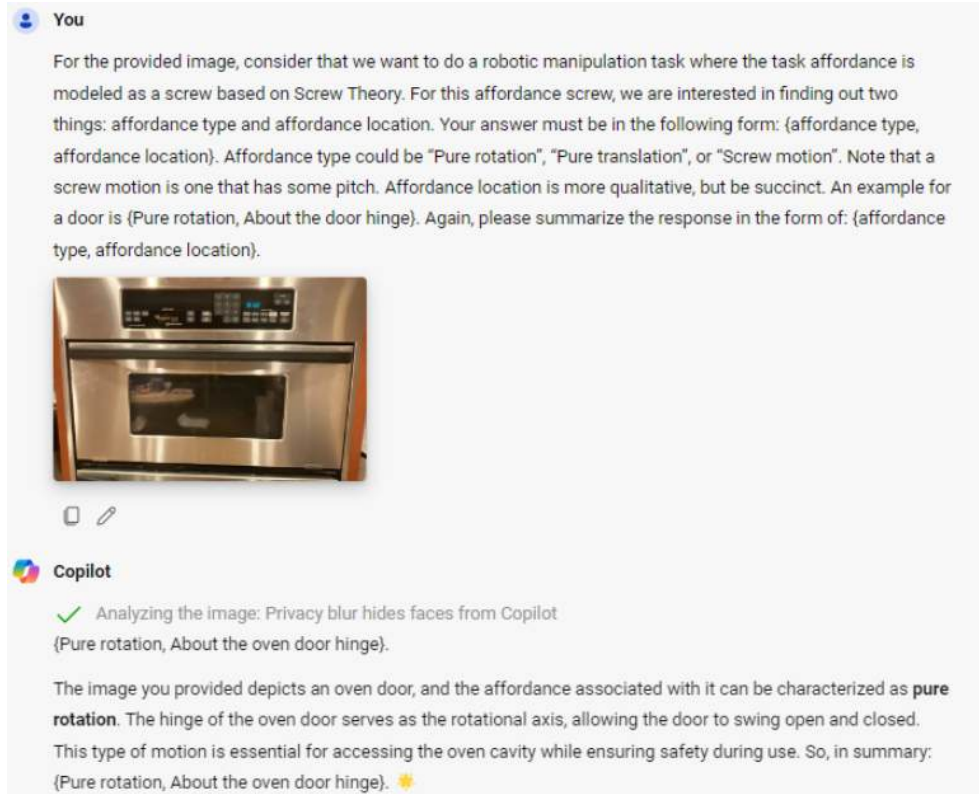 You
For the provided image, consider that we want to do a robotic manipulation task where the task affordance is
modeled as a screw based on Screw Theory. For this affordance screw, we are interested in finding out two
things: affordance type and affordance location. Your answer must be in the following form: {affordance type,
affordance location}. Affordance type could be “Pure rotation”, “Pure translation”, or “Screw motion”. Note that a
screw motion is one that has some pitch. Affordance location is more qualitative, but be succinct. An example for
a door is {Pure rotation, About the door hinge}. Again, please summarize the response in the form of: {affordance
type, affordance location}.
Copilot
Analyzing the image: Privacy blur hides faces from Copilot
{Pure rotation, About the oven door hinge}.
The image you provided depicts an oven door, and the affordance associated with it can be characterized as pure
rotation. The hinge of the oven door serves as the rotational axis, allowing the door to swing open and closed.
This type of motion is essential for accessing the oven cavity while ensuring safety during use. So, in summary:
{Pure rotation, About the oven door hinge}.